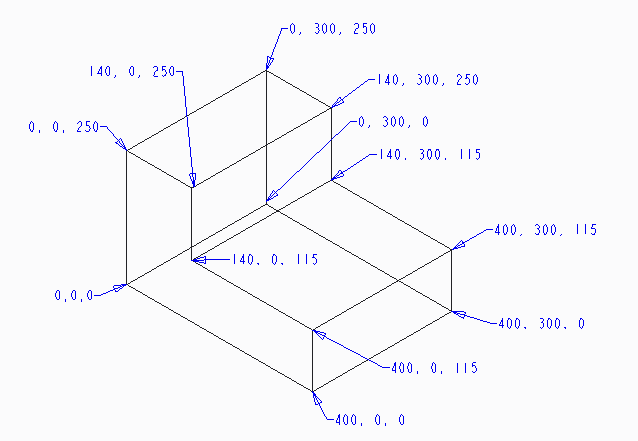 0, 300, 250
140, 0, 250
140, 300, 250
0, 0, 250
0, 300, 0
140, 300, 115
400, 300, 115
140, 0, 115
0,0,0
400, 300, 0
400, 0, 115
400, 0, 0